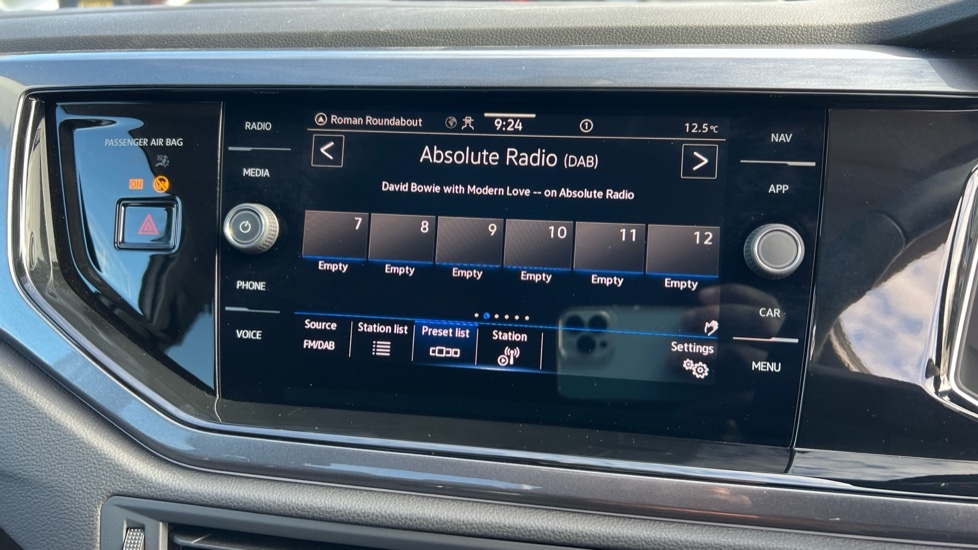 PASSENGER AIR BAG
ON
RADIO
MEDIA
PHONE
VOICE
Roman Roundabout 9:24 1 12.5°C
Absolute Radio (DAB)
David Bowie with Modern Love -- on Absolute Radio
7 8 9 10 11 12
Empty Empty Empty Empty Empty Empty
Source Station list Preset list Station Settings
FM/DAB
NAV
APP
CAR
MENU